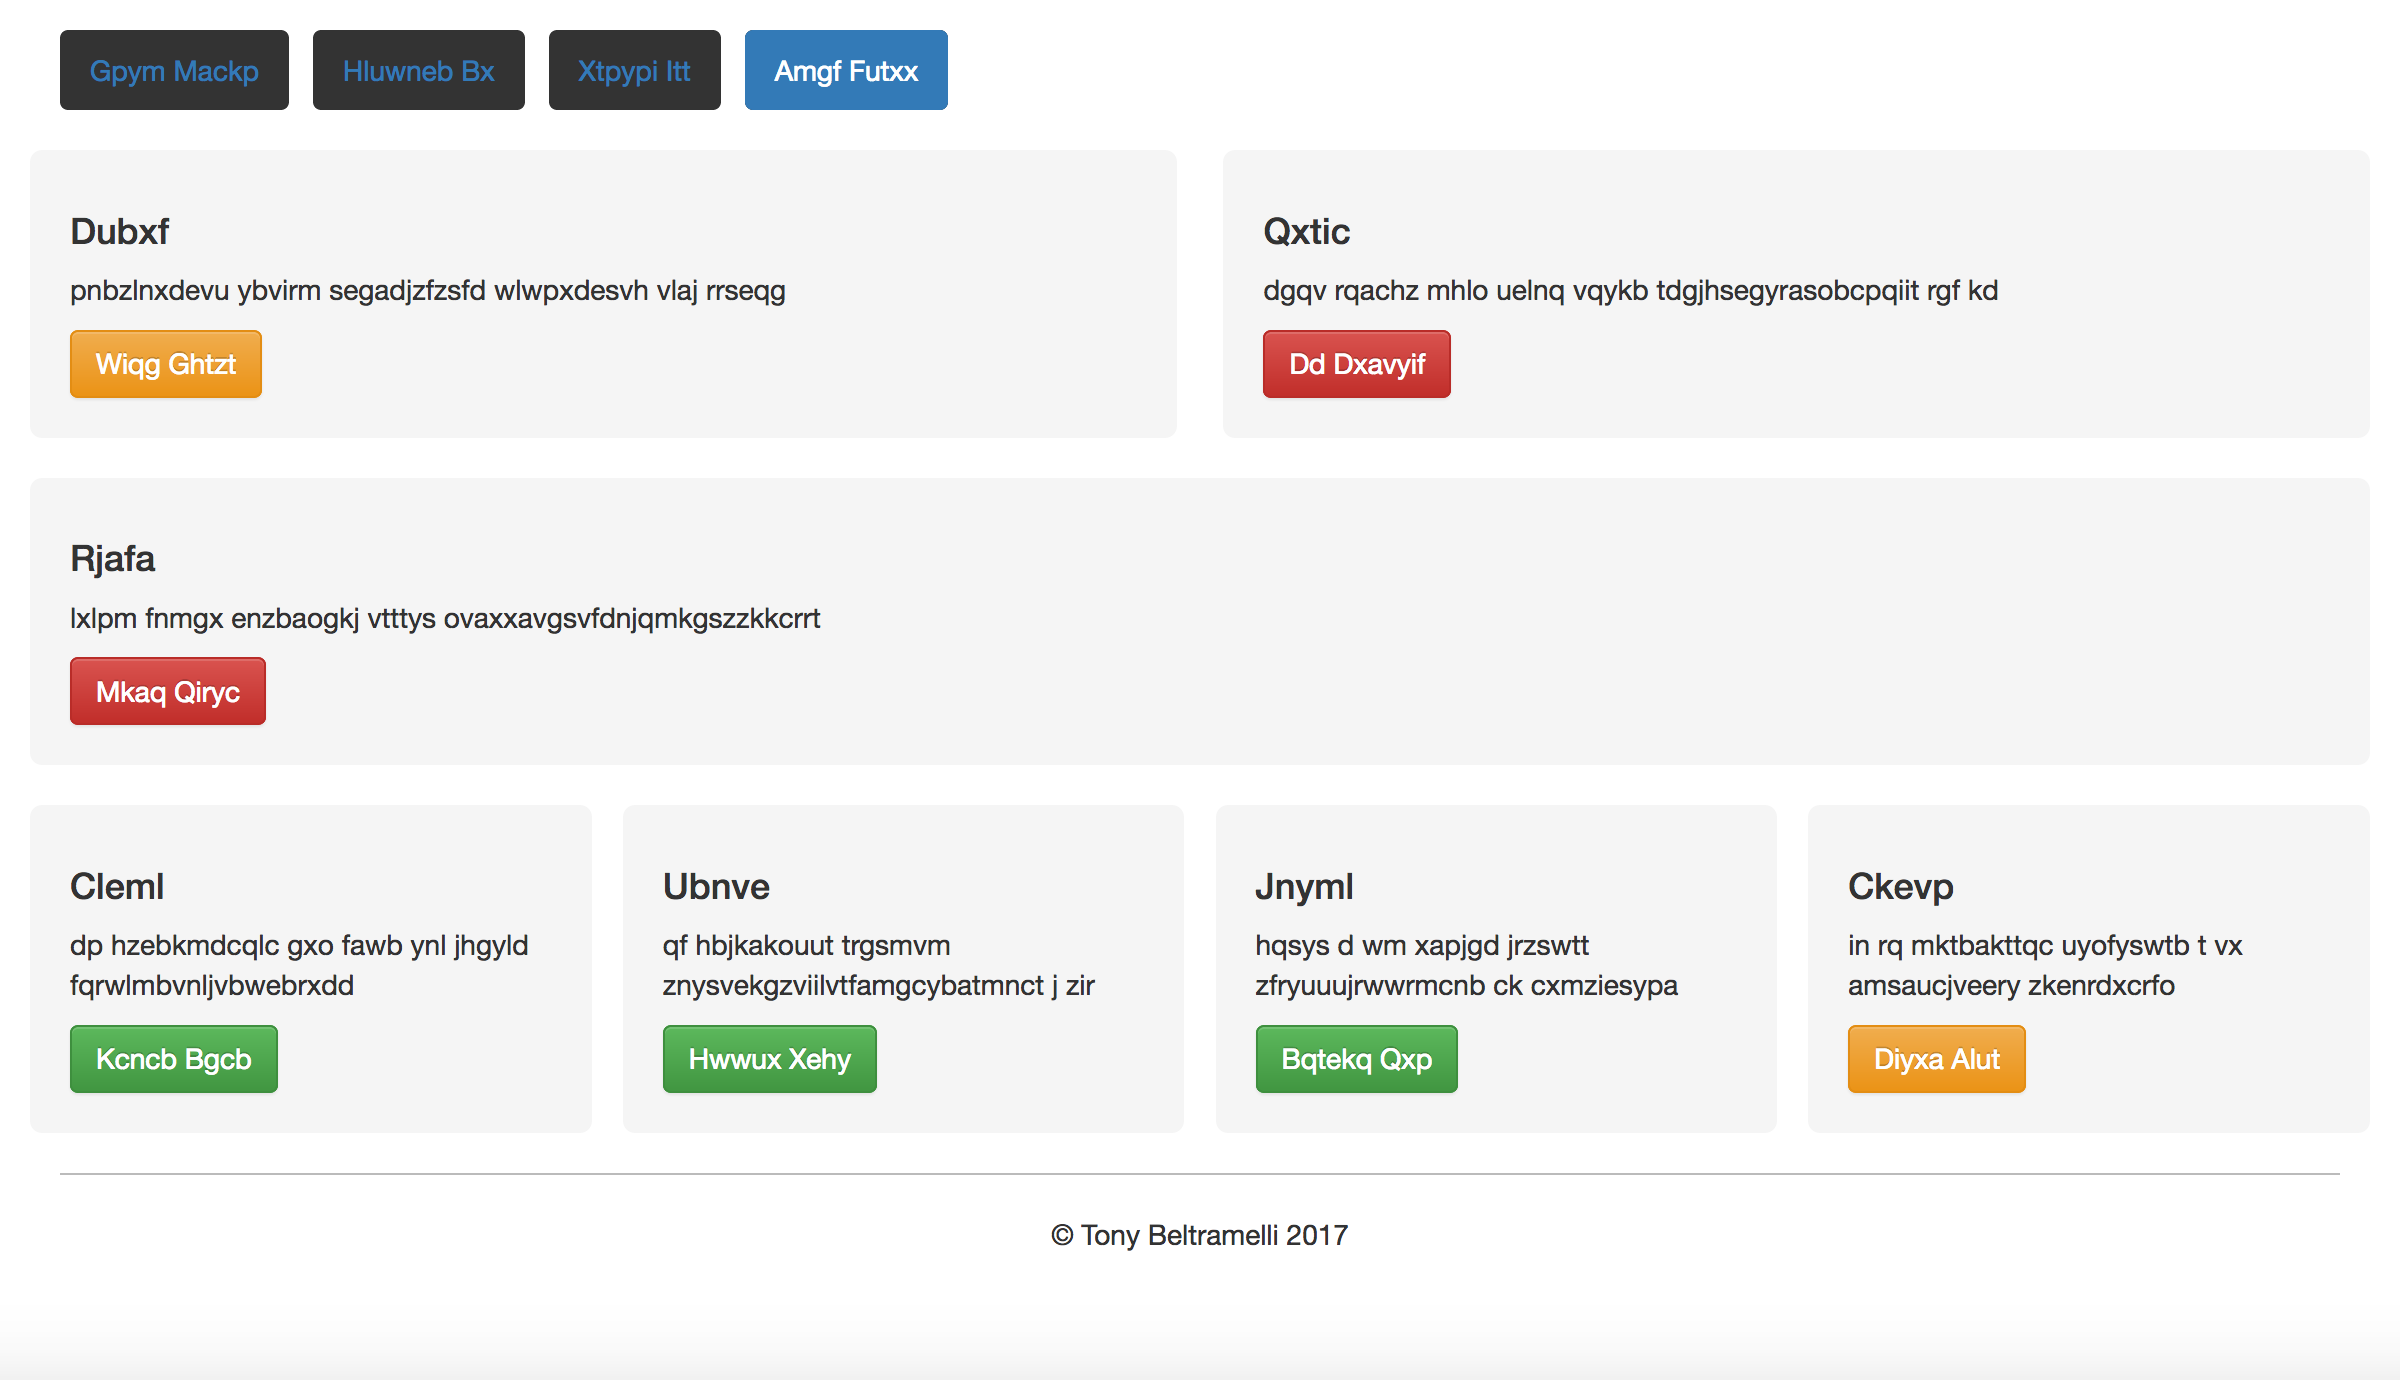 Gpym Mackp
Hluwneb Bx
Xtpypi Itt
Amgf Futxx
Dubxf
pnbzlnxdevu ybvirm segadjzfzsfd wlwpxdesvh vlaj rrseqg
Wiqg Ghtzt
Qxtic
dgqv rqachz mhlo uelnq vqykb tdgjhsegyrasobcpqiit rgf kd
Dd Dxavyif
Rjafa
lxlpm fnmgx enzbaogkj vtttys ovaxxavgsvfdnjqmkgszzkkcrrt
Mkaq Qiryc
Cleml
dp hzebkmdcqlc gxo fawb ynl jhgyld
fqrwlmbvnljvbwebrxdd
Kcncb Bgcb
Ubnve
qf hbjkakouut trgsmvm
znysvekgzviilvtfamgcybatmnct j zir
Hwwux Xehy
Jnyml
hqsys d wm xapjgd jrzswtt
zfryuuujrwwrmcnb ck cxmziesypa
Bqtekq Qxp
Ckevp
in rq mktbakttqc uyofyswtb t vx
amsaucjveery zkenrdxcrfo
Diyxa Alut
© Tony Beltramelli 2017